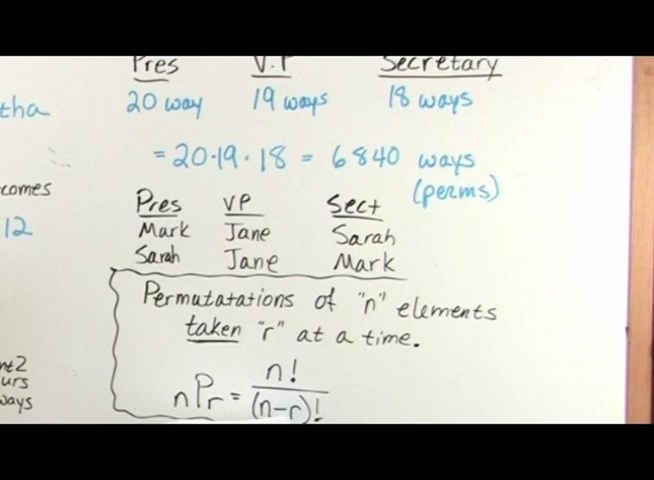 Pres V.P Secretary
tha 20 way 19 ways 18 ways
= 20·19·18 = 6840 ways
(perms)
comes
12
Pres VP Sect
Mark Jane Sarah
Sarah Jane Mark
Permutatations of "n" elements
taken "r" at a time.
nt2
urs
ways
nPr = n!/(n-r)!